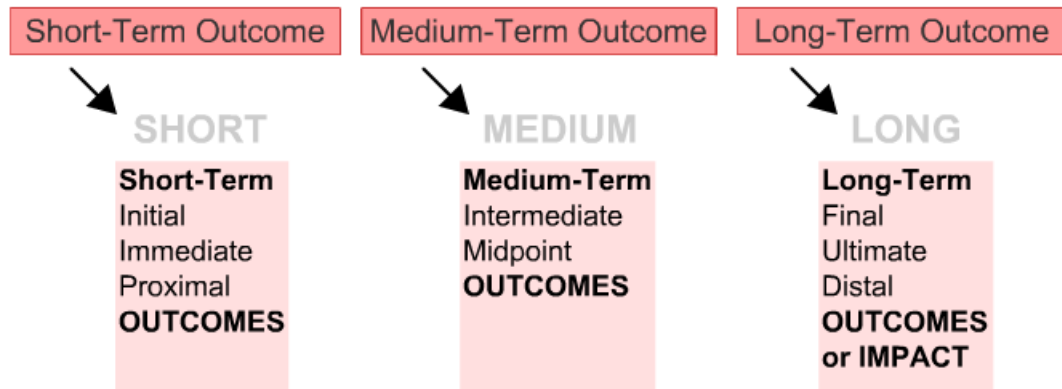 Short-Term Outcome
Medium-Term Outcome
Long-Term Outcome
SHORT
MEDIUM
LONG
Short-Term
Initial
Immediate
Proximal
OUTCOMES
Medium-Term
Intermediate
Midpoint
OUTCOMES
Long-Term
Final
Ultimate
Distal
OUTCOMES
or IMPACT